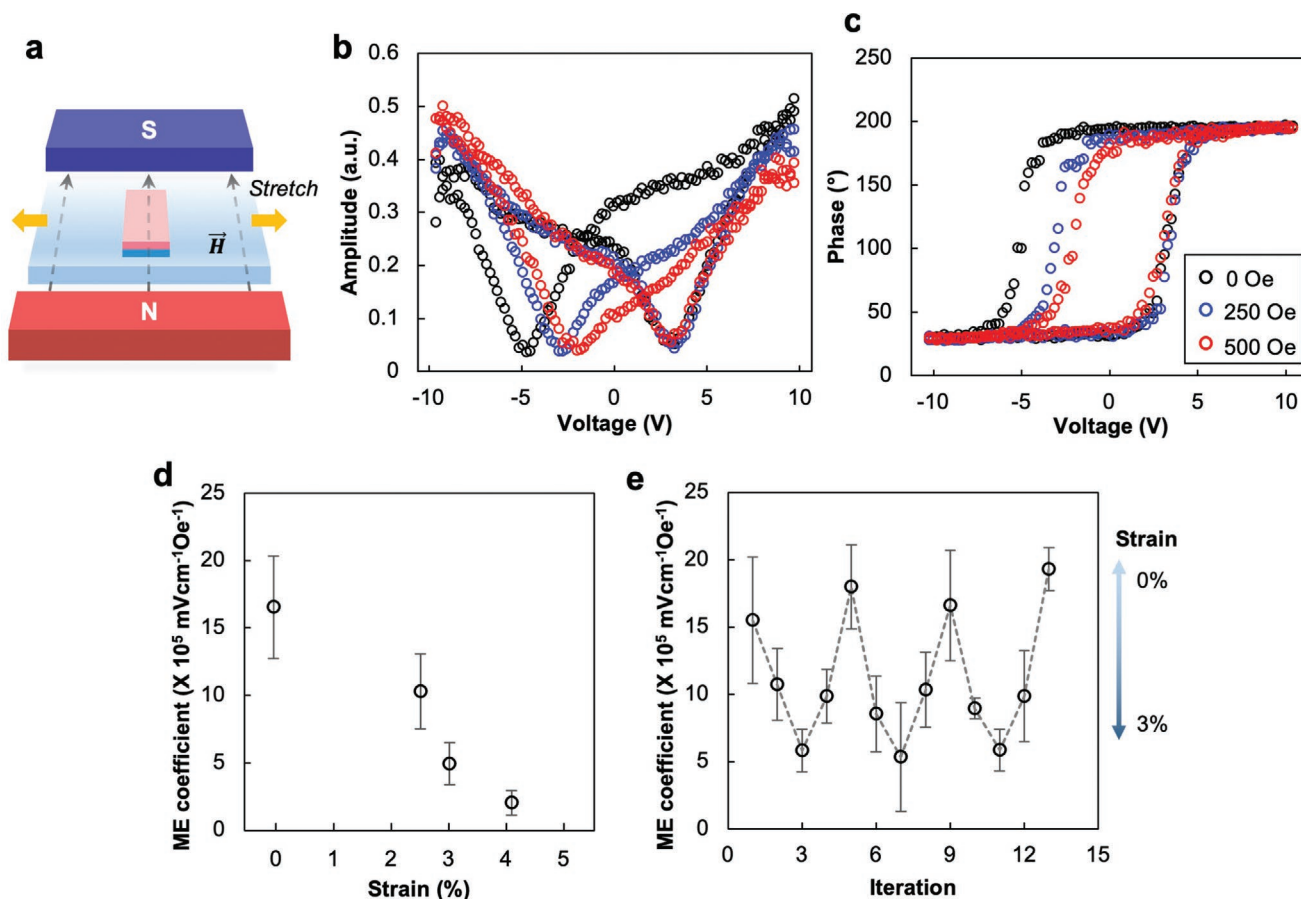 a
S
Stretch
H
N
b
Amplitude (a.u.)
0.6
0.5
0.4
0.3
0.2
0.1
0
-10 -5 0 5 10
Voltage (V)
c
Phase (°)
250
200
150
100
50
0
-10 -5 0 5 10
Voltage (V)
0 Oe
250 Oe
500 Oe
d
ME coefficient (X 10⁵ mVcm⁻¹Oe⁻¹)
25
20
15
10
5
0
0 1 2 3 4 5
Strain (%)
e
ME coefficient (X 10⁵ mVcm⁻¹Oe⁻¹)
25
20
15
10
5
0
0 3 6 9 12 15
Iteration
Strain
0%
3%